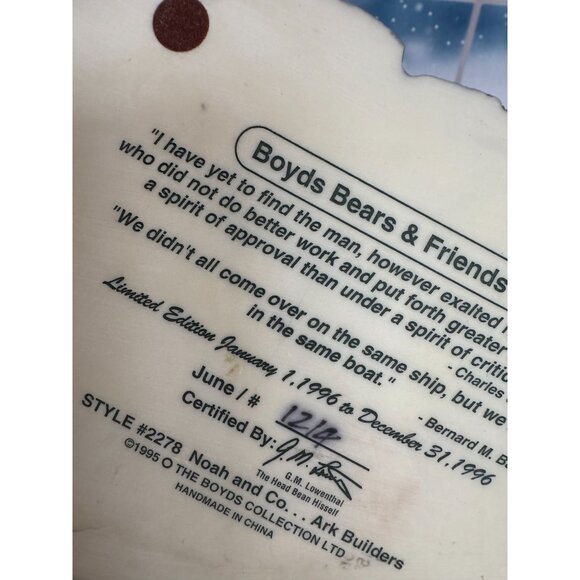 Boyds Bears & Friends
"I have yet to find the man, however exalted
who did not do better work and put forth greater
a spirit of approval than under a spirit of critic
- Charles
"We didn't all come over on the same ship, but we
in the same boat."
- Bernard M. Ba
Limited Edition January 1, 1996 to December 31, 1996
June / # 1214
Certified By: G.M.
G.M. Lowenthal
The Head Bean Hisself
STYLE #2278 Noah and Co. . . Ark Builders
©1995 O THE BOYDS COLLECTION LTD
HANDMADE IN CHINA